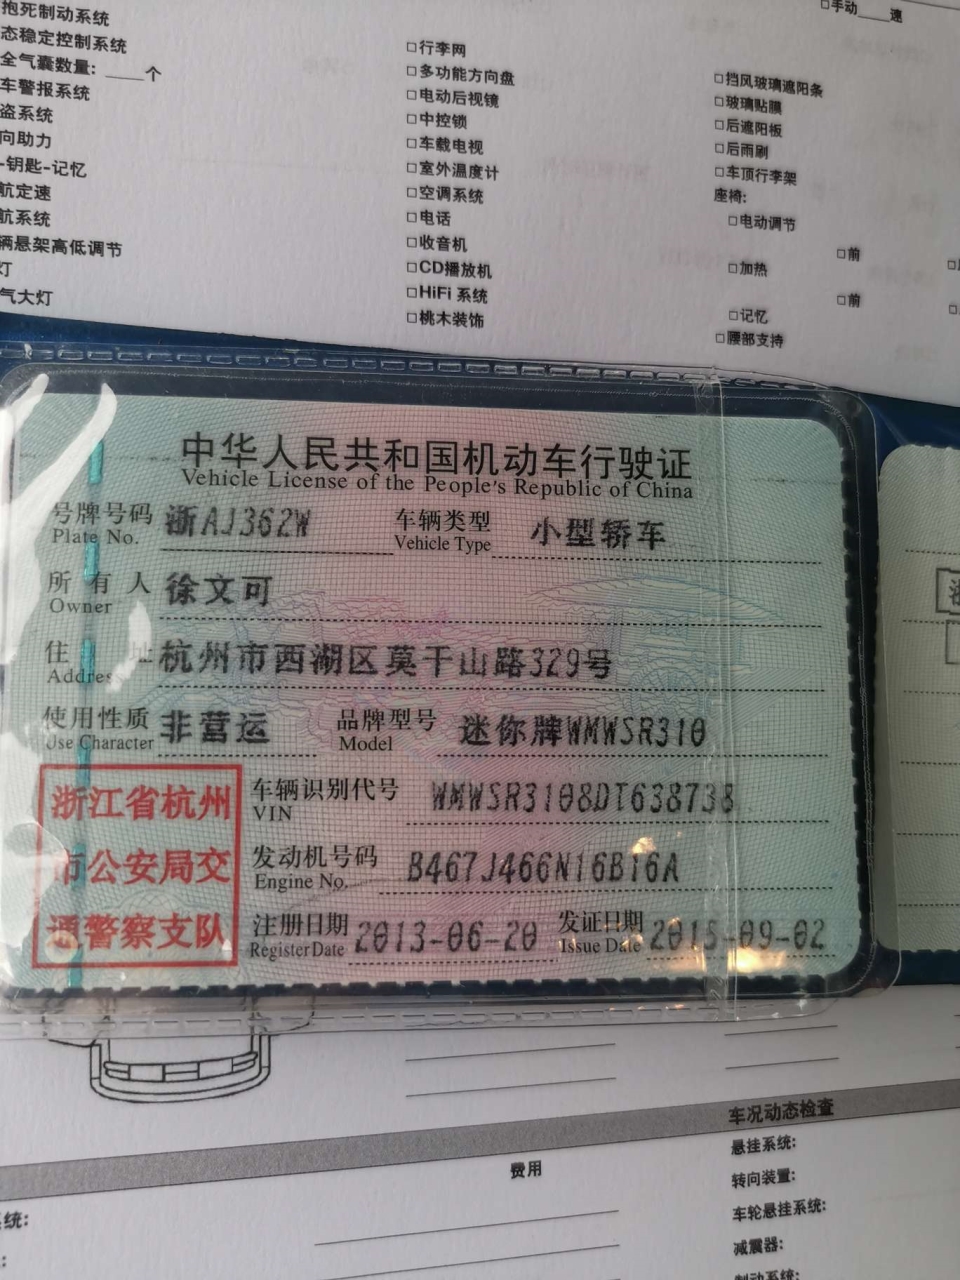 抱死制动系统
态稳定控制系统
全气囊数量: ____个
车警报系统
盗系统
向助力
-钥匙-记忆
航定速
航系统
辆悬架高低调节
灯
气大灯
□行李网
□多功能方向盘
□电动后视镜
□中控锁
□车载电视
□室外温度计
□空调系统
□电话
□收音机
□CD播放机
□HiFi 系统
□桃木装饰
□手动____速
□挡风玻璃遮阳条
□玻璃贴膜
□后遮阳板
□后雨刷
□车顶行李架
座椅:
□电动调节
□前
□加热
□前
□记忆
□腰部支持
中华人民共和国机动车行驶证
Vehicle License of the People's Republic of China
号牌号码 浙AJ362W 车辆类型 小型轿车
Plate No. Vehicle Type
所有人 徐文可
Owner
住址 杭州市西湖区莫干山路329号
Address
使用性质 非营运 品牌型号 迷你牌WMWSR310
Use Character Model
浙江省杭州
市公安局交
通警察支队
车辆识别代号 WMWSR3108DT638738
VIN
发动机号码 B467J466N16B16A
Engine No.
注册日期 2013-06-20 发证日期 2015-09-02
Register Date Issue Date
费用
车况动态检查
悬挂系统:
转向装置:
车轮悬挂系统:
减震器:
制动系统:
系统: